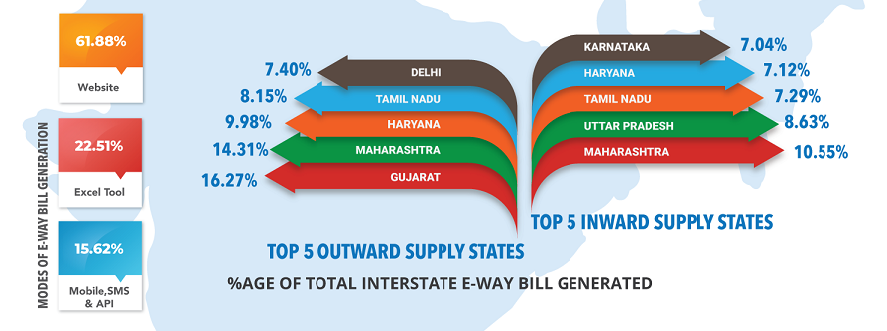 MODES OF E-WAY BILL GENERATION
61.88%
Website
22.51%
Excel Tool
15.62%
Mobile,SMS
& API
7.40% DELHI
8.15% TAMIL NADU
9.98% HARYANA
14.31% MAHARASHTRA
16.27% GUJARAT
TOP 5 OUTWARD SUPPLY STATES
KARNATAKA 7.04%
HARYANA 7.12%
TAMIL NADU 7.29%
UTTAR PRADESH 8.63%
MAHARASHTRA 10.55%
TOP 5 INWARD SUPPLY STATES
%AGE OF TOTAL INTERSTATE E-WAY BILL GENERATED